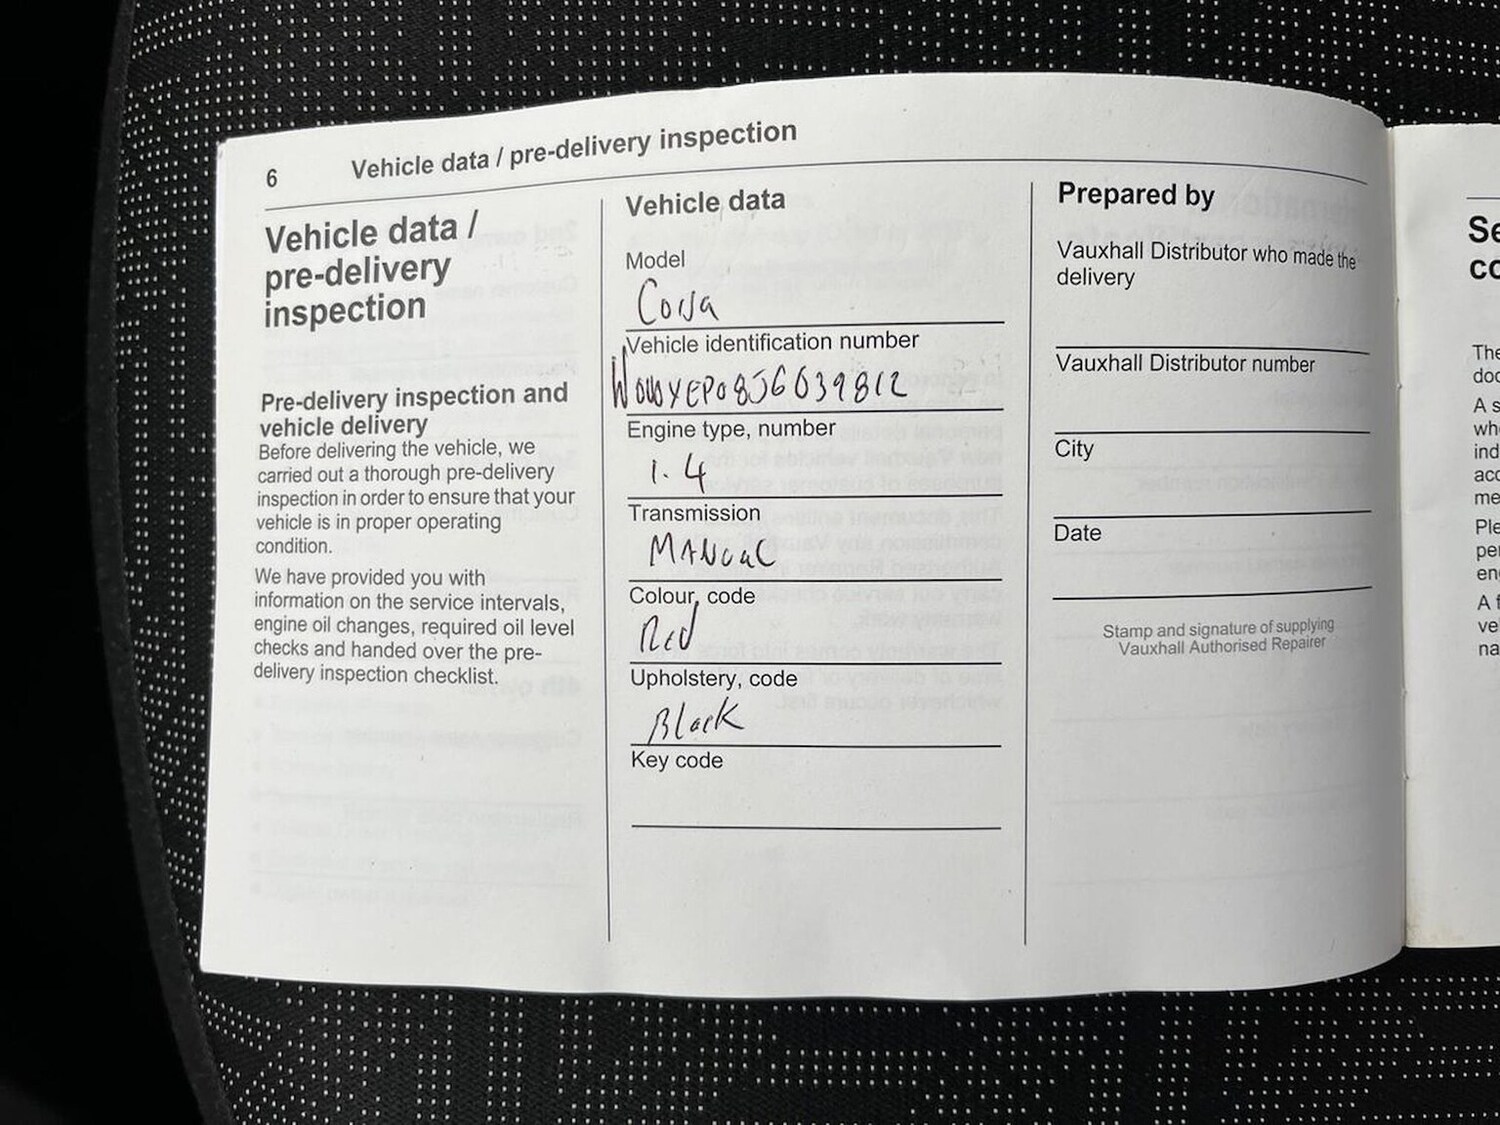 6 Vehicle data / pre-delivery inspection
Vehicle data /
pre-delivery
inspection
Pre-delivery inspection and
vehicle delivery
Before delivering the vehicle, we
carried out a thorough pre-delivery
inspection in order to ensure that your
vehicle is in proper operating
condition.
We have provided you with
information on the service intervals,
engine oil changes, required oil level
checks and handed over the pre-
delivery inspection checklist.
Vehicle data
Model
Corsa
Vehicle identification number
W0V0XEP08J6039812
Engine type, number
1.4
Transmission
MANUAL
Colour, code
Red
Upholstery, code
Black
Key code
Prepared by
Vauxhall Distributor who made the
delivery
Vauxhall Distributor number
City
Date
Stamp and signature of supplying
Vauxhall Authorised Repairer